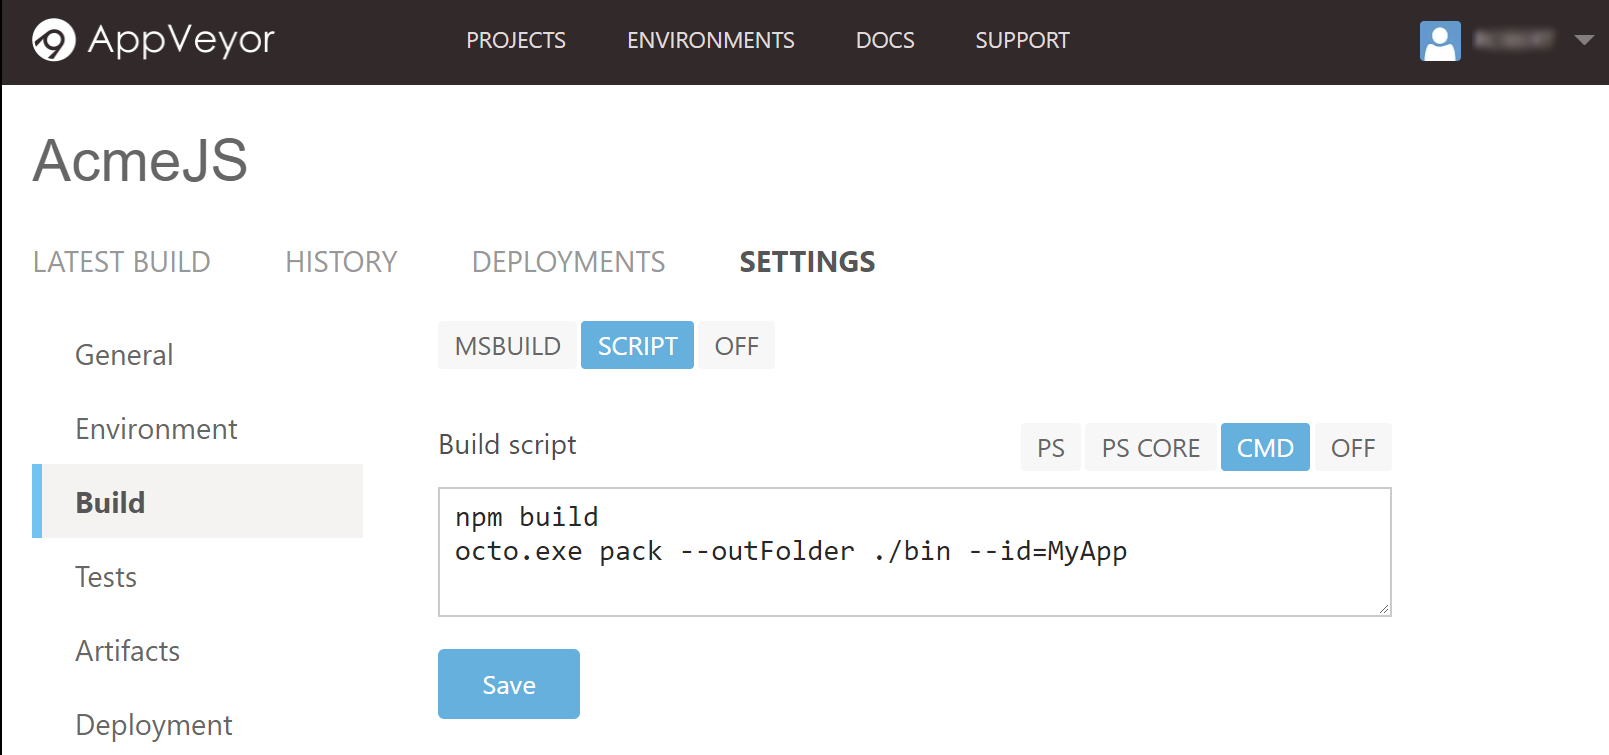 AppVeyor PROJECTS ENVIRONMENTS DOCS SUPPORT
AcmeJS
LATEST BUILD HISTORY DEPLOYMENTS SETTINGS
General
Environment
Build
Tests
Artifacts
Deployment
MSBUILD SCRIPT OFF
Build script PS PS CORE CMD OFF
npm build
octo.exe pack --outFolder ./bin --id=MyApp
Save